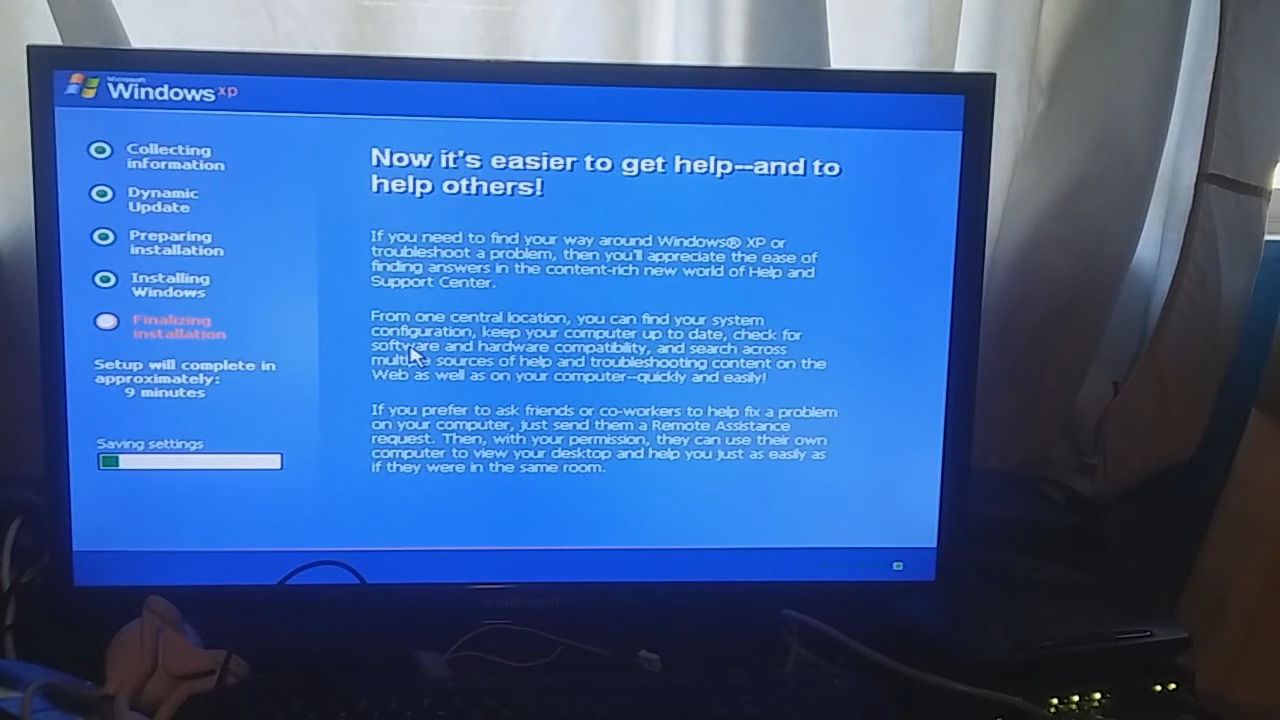 Microsoft
Windows xp
Collecting
information
Dynamic
Update
Preparing
installation
Installing
Windows
Finalizing
installation
Setup will complete in
approximately:
9 minutes
Saving settings
Now it's easier to get help--and to
help others!
If you need to find your way around Windows® XP or
troubleshoot a problem, then you'll appreciate the ease of
finding answers in the content-rich new world of Help and
Support Center.
From one central location, you can find your system
configuration, keep your computer up to date, check for
software and hardware compatibility, and search across
multiple sources of help and troubleshooting content on the
Web as well as on your computer--quickly and easily!
If you prefer to ask friends or co-workers to help fix a problem
on your computer, just send them a Remote Assistance
request. Then, with your permission, they can use their own
computer to view your desktop and help you just as easily as
if they were in the same room.